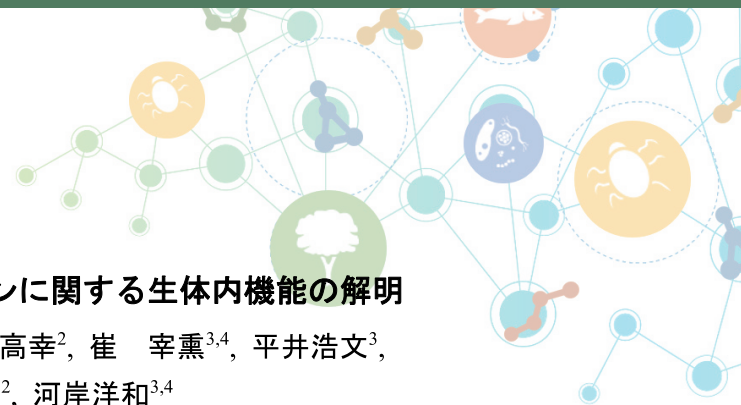 ンに関する生体内機能の解明
高幸2, 崔　宰熏3,4, 平井浩文3,
2, 河岸洋和3,4